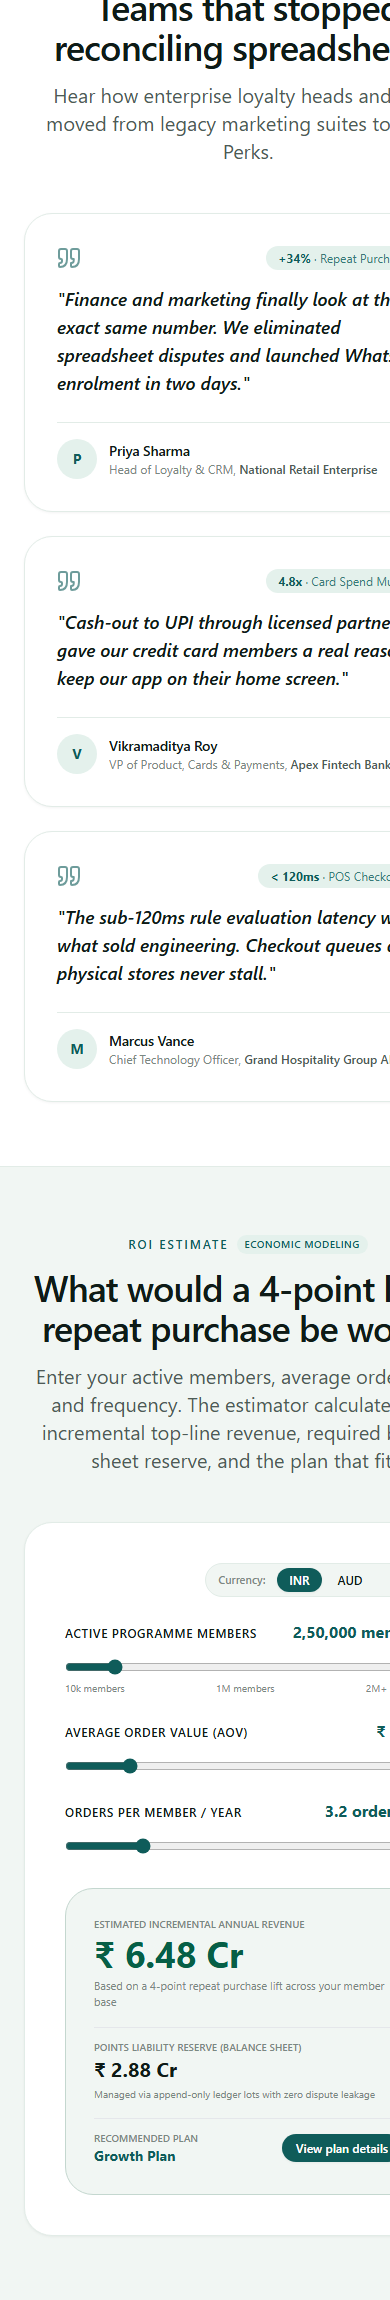 Teams that stopped
reconciling spreadshe
Hear how enterprise loyalty heads and
moved from legacy marketing suites to
Perks.
+34% · Repeat Purch
"Finance and marketing finally look at th
exact same number. We eliminated
spreadsheet disputes and launched What
enrolment in two days."
P
Priya Sharma
Head of Loyalty & CRM, National Retail Enterprise
4.8x · Card Spend Mu
"Cash-out to UPI through licensed partne
gave our credit card members a real reas
keep our app on their home screen."
V
Vikramaditya Roy
VP of Product, Cards & Payments, Apex Fintech Bank
< 120ms · POS Checko
"The sub-120ms rule evaluation latency w
what sold engineering. Checkout queues
physical stores never stall."
M
Marcus Vance
Chief Technology Officer, Grand Hospitality Group A
ROI ESTIMATE ECONOMIC MODELING
What would a 4-point
repeat purchase be wo
Enter your active members, average orde
and frequency. The estimator calculate
incremental top-line revenue, required
sheet reserve, and the plan that fit
Currency: INR AUD
ACTIVE PROGRAMME MEMBERS 2,50,000 mem
10k members 1M members 2M+
AVERAGE ORDER VALUE (AOV) ₹
ORDERS PER MEMBER / YEAR 3.2 order
ESTIMATED INCREMENTAL ANNUAL REVENUE
₹ 6.48 Cr
Based on a 4-point repeat purchase lift across your member
base
POINTS LIABILITY RESERVE (BALANCE SHEET)
₹ 2.88 Cr
Managed via append-only ledger lots with zero dispute leakage
RECOMMENDED PLAN
Growth Plan
View plan details